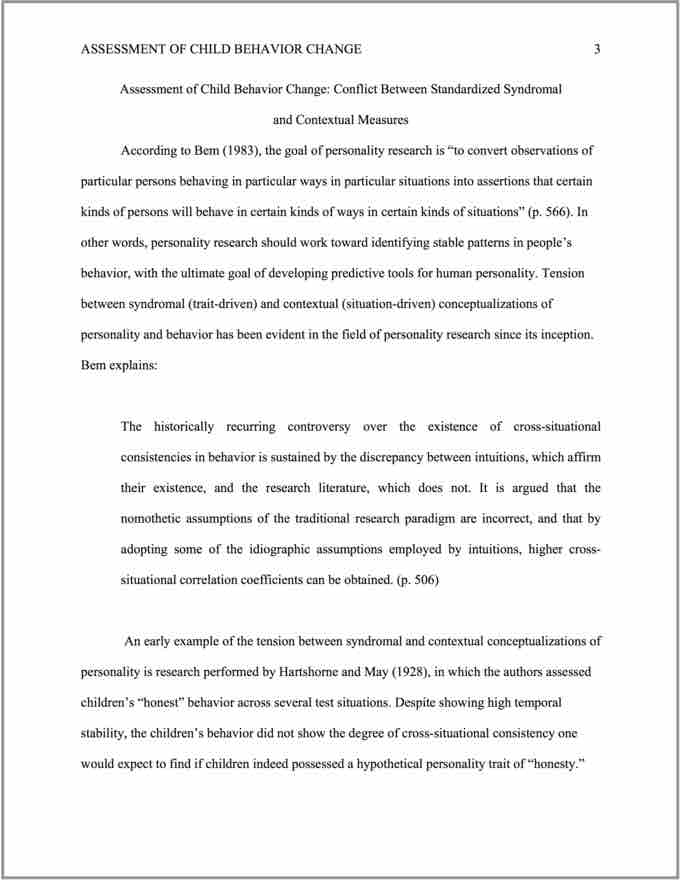 ASSESSMENT OF CHILD BEHAVIOR CHANGE 3
Assessment of Child Behavior Change: Conflict Between Standardized Syndromal
and Contextual Measures
According to Bem (1983), the goal of personality research is “to convert observations of
particular persons behaving in particular ways in particular situations into assertions that certain
kinds of persons will behave in certain kinds of ways in certain kinds of situations” (p. 566). In
other words, personality research should work toward identifying stable patterns in people’s
behavior, with the ultimate goal of developing predictive tools for human personality. Tension
between syndromal (trait-driven) and contextual (situation-driven) conceptualizations of
personality and behavior has been evident in the field of personality research since its inception.
Bem explains:
The historically recurring controversy over the existence of cross-situational
consistencies in behavior is sustained by the discrepancy between intuitions, which affirm
their existence, and the research literature, which does not. It is argued that the
nomothetic assumptions of the traditional research paradigm are incorrect, and that by
adopting some of the idiographic assumptions employed by intuitions, higher cross-
situational correlation coefficients can be obtained. (p. 506)
An early example of the tension between syndromal and contextual conceptualizations of
personality is research performed by Hartshorne and May (1928), in which the authors assessed
children’s “honest” behavior across several test situations. Despite showing high temporal
stability, the children’s behavior did not show the degree of cross-situational consistency one
would expect to find if children indeed possessed a hypothetical personality trait of “honesty.”